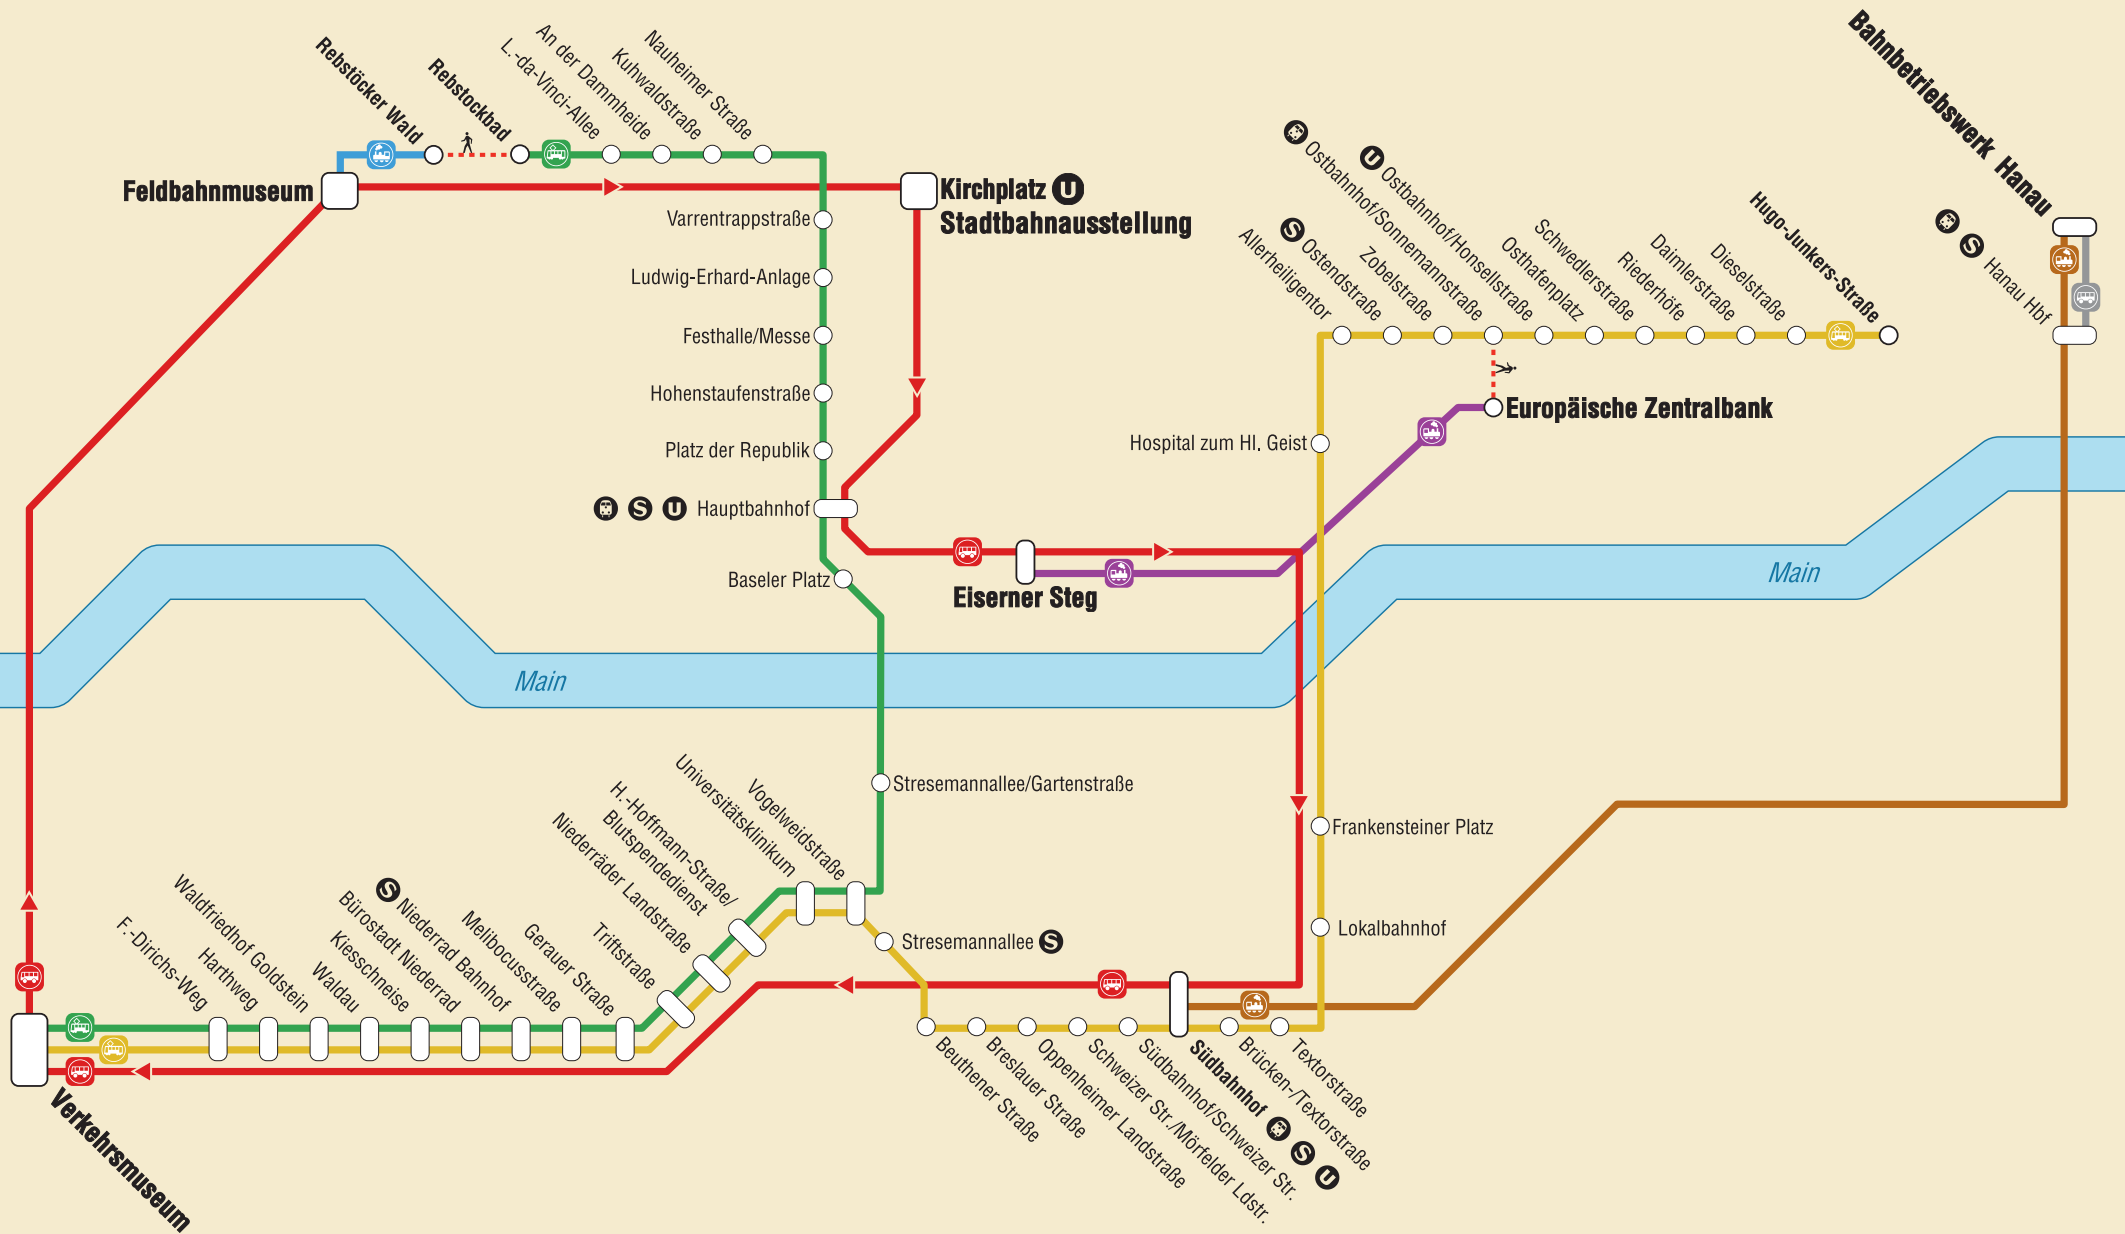 Rebstöcker Wald
Rebstockbad
L.-da-Vinci-Allee
An der Dammheide
Kuhwaldstraße
Nauheimer Straße
Feldbahnmuseum
Kirchplatz U
Stadtbahnausstellung
Varrentrappstraße
Ludwig-Erhard-Anlage
Festhalle/Messe
Hohenstaufenstraße
Platz der Republik
S U Hauptbahnhof
Baseler Platz
Eiserner Steg
Allerheiligentor
S Ostendstraße
Zobelstraße
Ostbahnhof/Sonnemannstraße
U Ostbahnhof/Honsellstraße
Osthafenplatz
Schwedlerstraße
Riederhöfe
Daimlerstraße
Dieselstraße
Hugo-Junkers-Straße
Bahnbetriebswerk Hanau
S Hanau Hbf
Europäische Zentralbank
Hospital zum Hl. Geist
Main
Main
Stresemannallee/Gartenstraße
Frankensteiner Platz
Lokalbahnhof
Stresemannallee S
Vogelweidstraße
Universitätsklinikum
H.-Hoffmann-Straße/
Blutspendedienst
Niederräder Landstraße
Triftstraße
Gerauer Straße
Melibocusstraße
S Niederrad Bahnhof
Bürostadt Niederrad
Kiesschneise
Waldau
Waldfriedhof Goldstein
Harthweg
F.-Dirichs-Weg
Verkehrsmuseum
Beuthener Straße
Breslauer Straße
Oppenheimer Landstraße
Schweizer Str./Mörfelder Ldstr.
Südbahnhof/Schweizer Str.
Südbahnhof S U
Brücken-/Textorstraße
Textorstraße